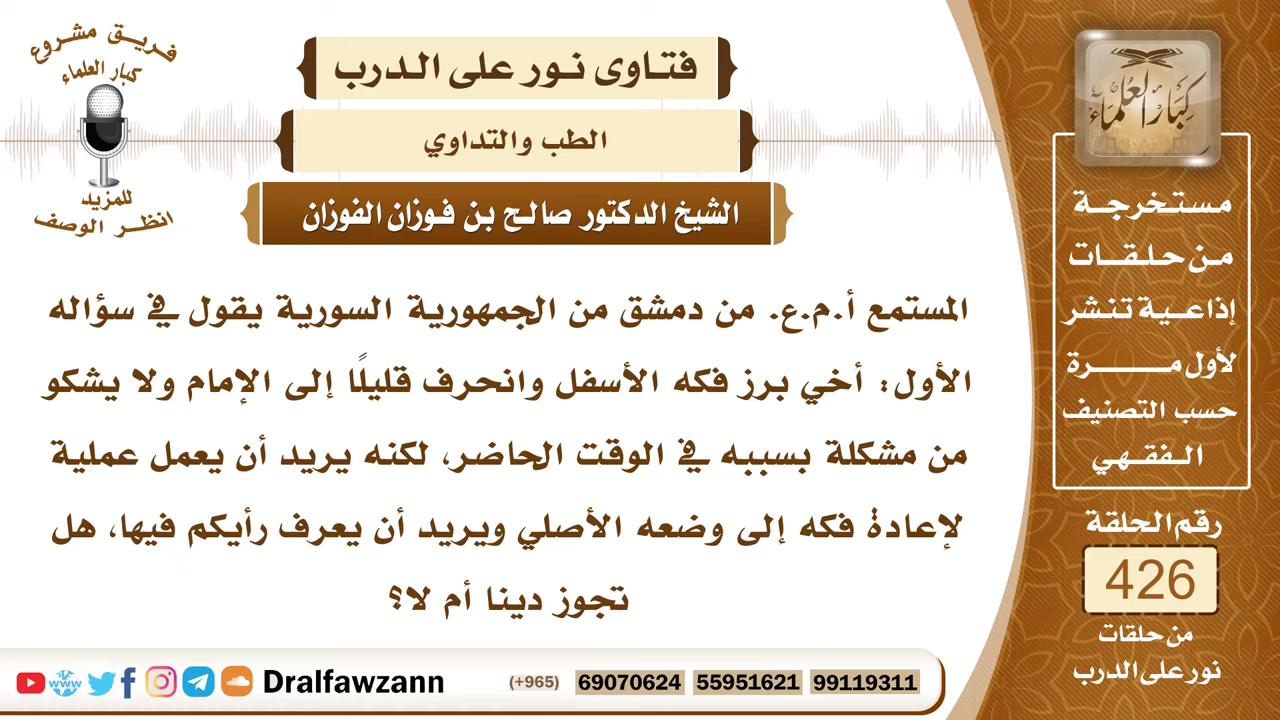 فريق مشروع
كبار العلماء
للمزيد
انظر الوصف
فتاوى نور على الدرب
الطب والتداوي
الشيخ الدكتور صالح بن فوزان الفوزان
المستمع أ.م.ع. من دمشق من الجمهورية السورية يقول في سؤاله
الأول: أخي برز فكه الأسفل وانحرف قليلًا إلى الإمام ولا يشكو
من مشكلة بسببه في الوقت الحاضر، لكنه يريد أن يعمل عملية
لإعادة فكه إلى وضعه الأصلي ويريد أن يعرف رأيكم فيها، هل
تجوز دينا أم لا؟
كبار العلماء
مستخرجة
من حلقات
إذاعية تنشر
لأول مرة
حسب التصنيف
الفقهي
رقم الحلقة
426
من حلقات
نور على الدرب
www
Dralfawzann
(+965) 69070624 55951621 99119311